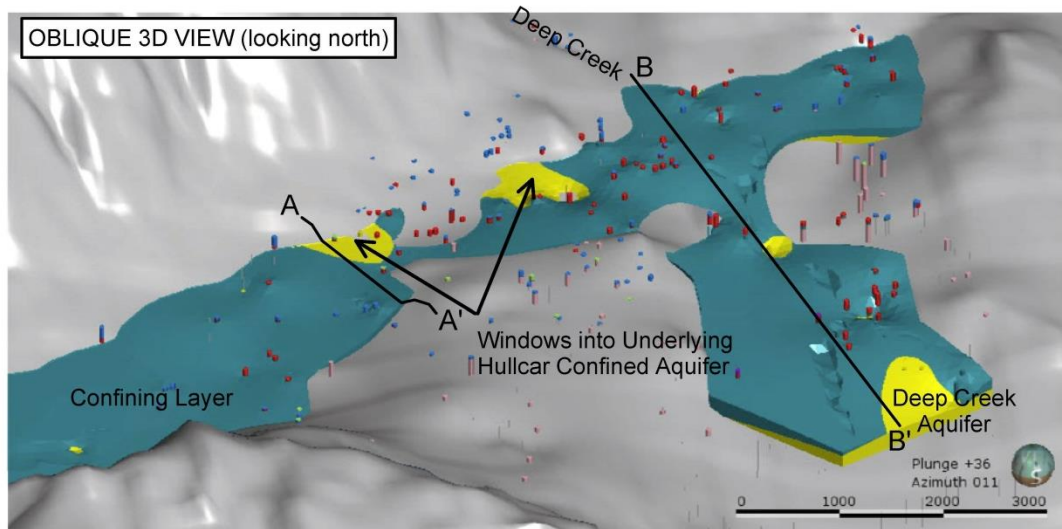 OBLIQUE 3D VIEW (looking north)
Deep Creek
B
A
A'
Windows into Underlying
Hullcar Confined Aquifer
Confining Layer
Deep Creek
Aquifer
B'
Plunge +36
Azimuth 011
0 1000 2000 3000